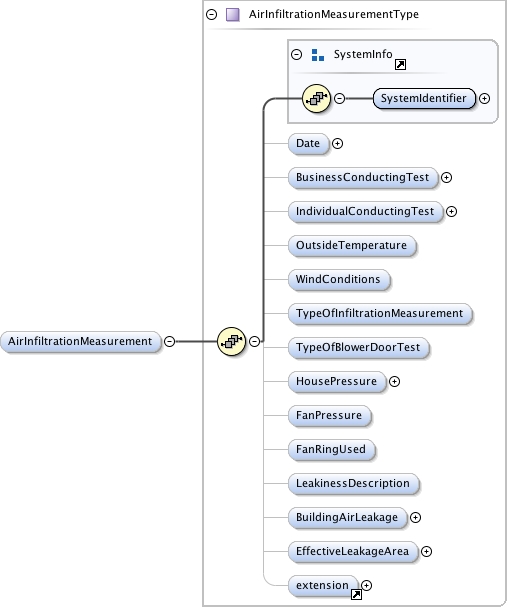 AirInfiltrationMeasurementType
SystemInfo
SystemIdentifier
Date
BusinessConductingTest
IndividualConductingTest
OutsideTemperature
WindConditions
TypeOfInfiltrationMeasurement
AirInfiltrationMeasurement
TypeOfBlowerDoorTest
HousePressure
FanPressure
FanRingUsed
LeakinessDescription
BuildingAirLeakage
EffectiveLeakageArea
extension